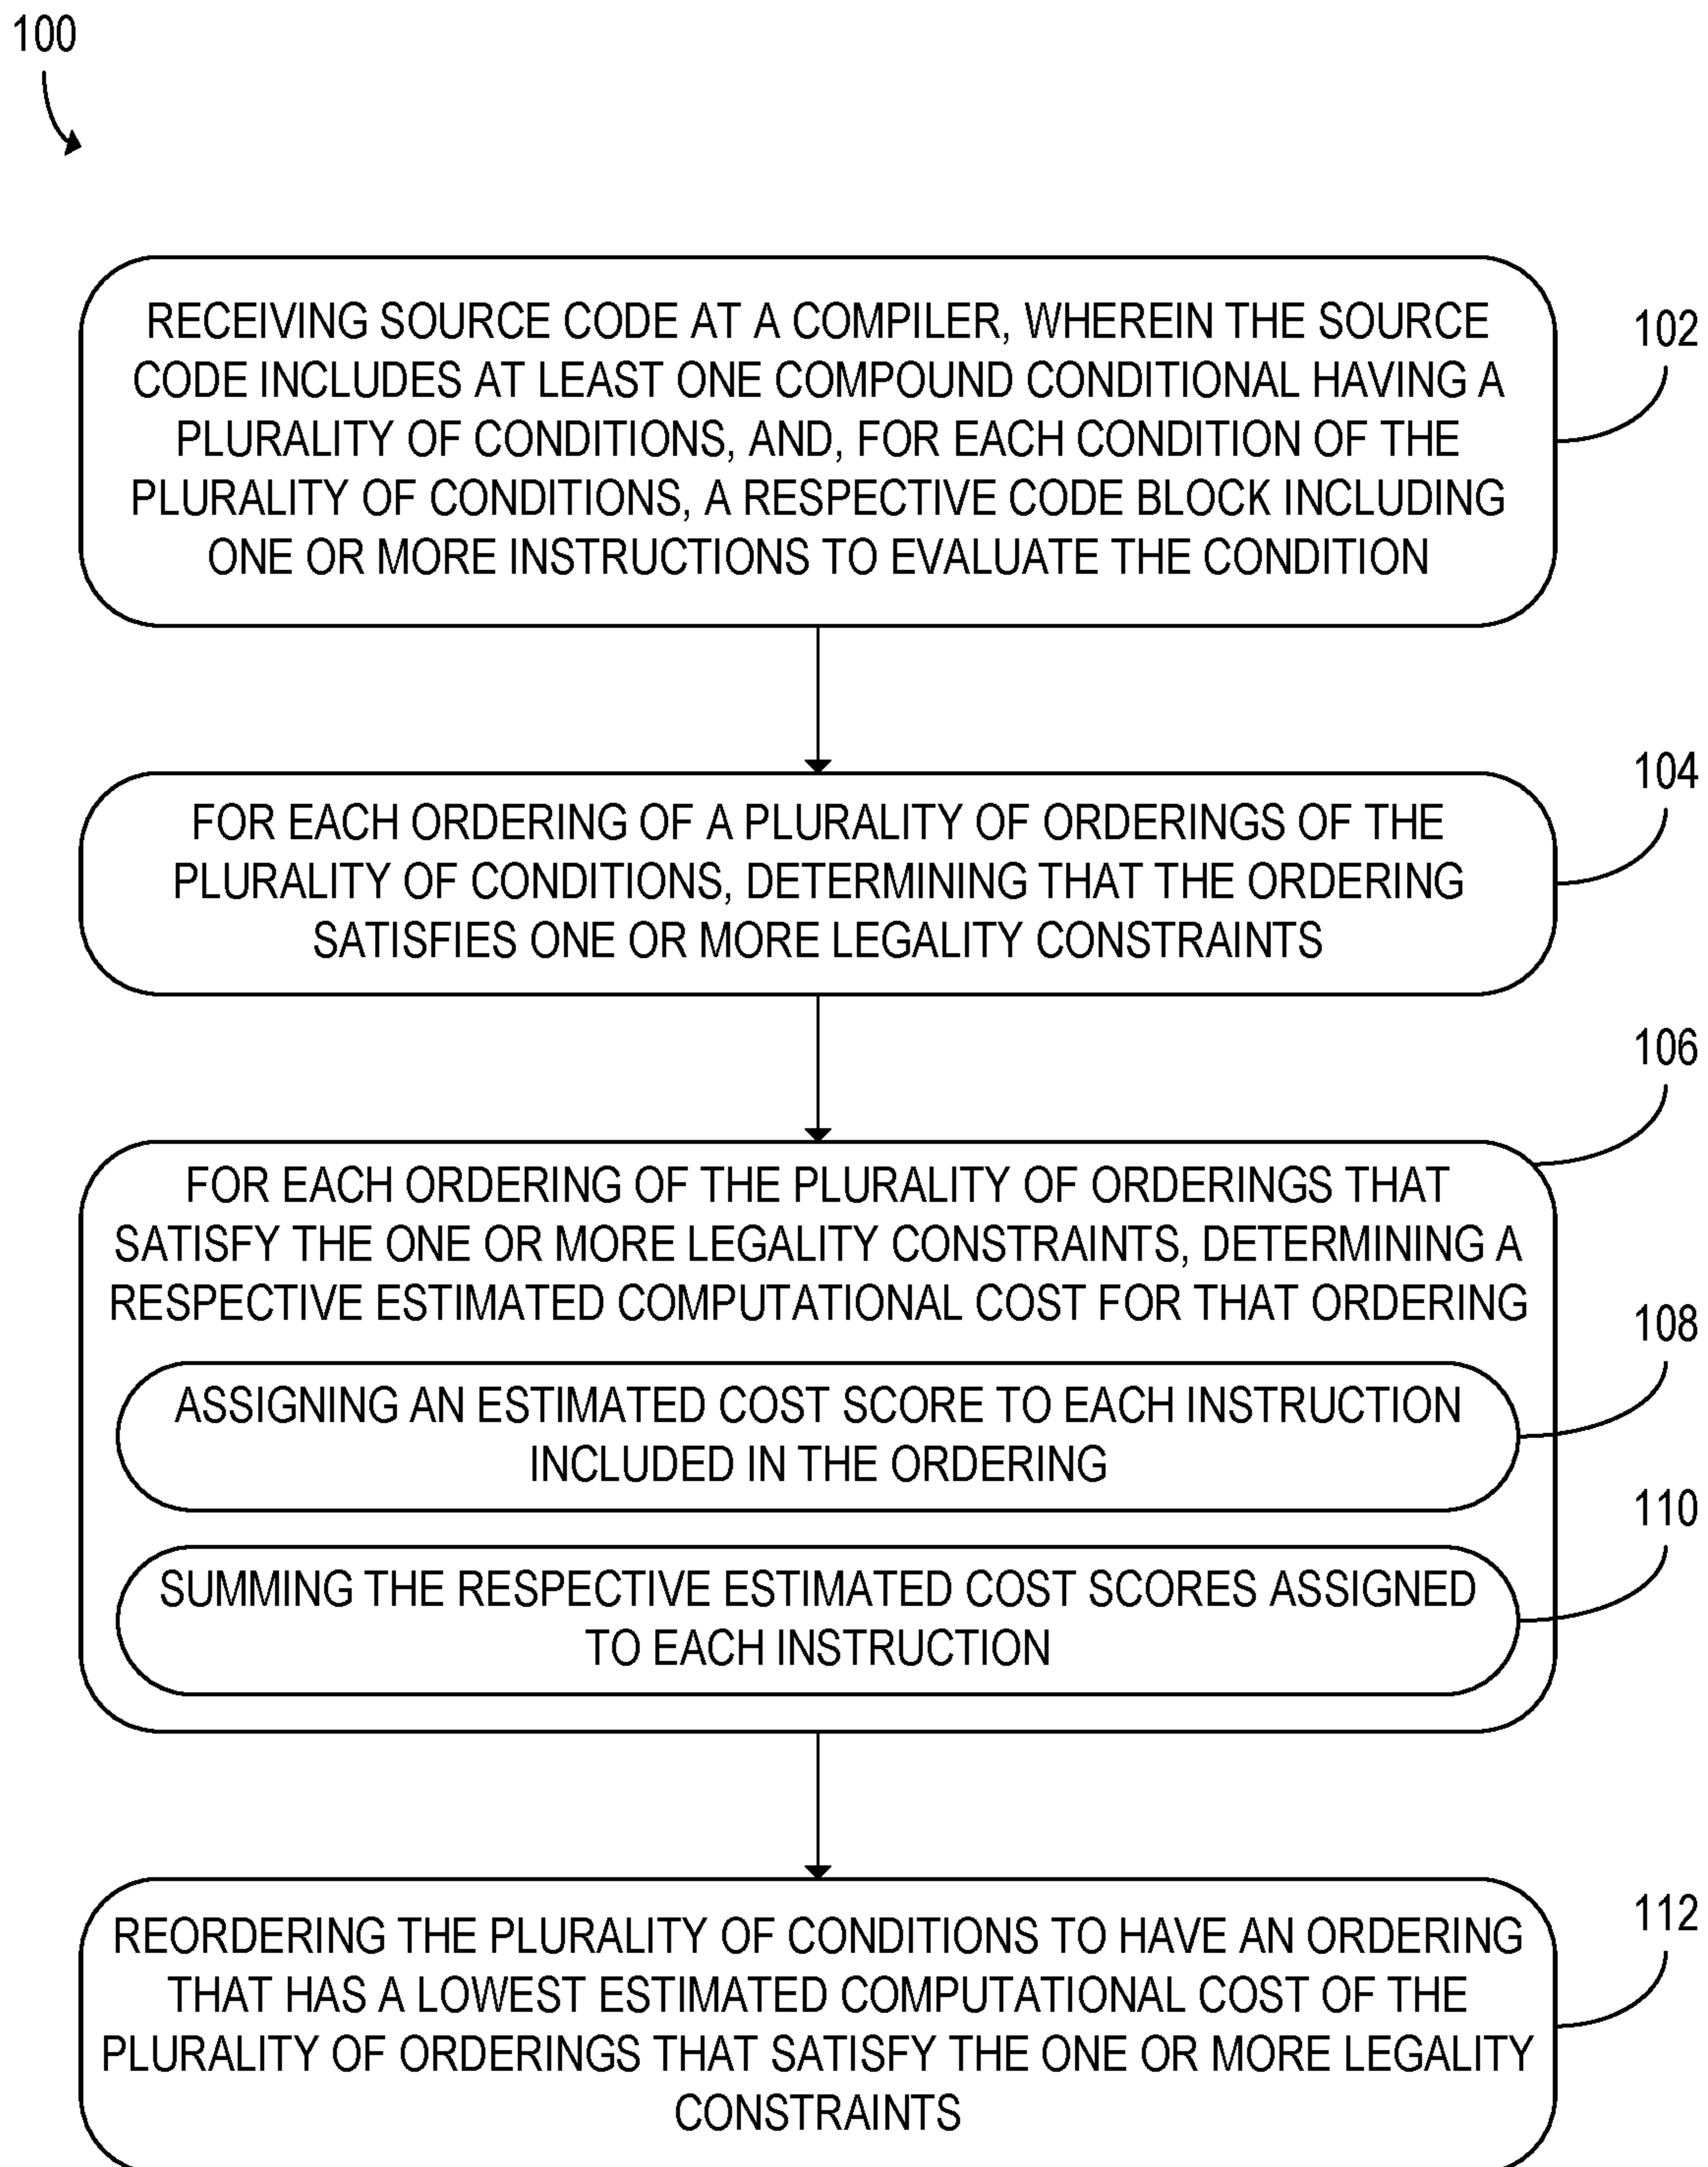 100
RECEIVING SOURCE CODE AT A COMPILER, WHEREIN THE SOURCE
CODE INCLUDES AT LEAST ONE COMPOUND CONDITIONAL HAVING A
PLURALITY OF CONDITIONS, AND, FOR EACH CONDITION OF THE
PLURALITY OF CONDITIONS, A RESPECTIVE CODE BLOCK INCLUDING
ONE OR MORE INSTRUCTIONS TO EVALUATE THE CONDITION
102
FOR EACH ORDERING OF A PLURALITY OF ORDERINGS OF THE
PLURALITY OF CONDITIONS, DETERMINING THAT THE ORDERING
SATISFIES ONE OR MORE LEGALITY CONSTRAINTS
104
FOR EACH ORDERING OF THE PLURALITY OF ORDERINGS THAT
SATISFY THE ONE OR MORE LEGALITY CONSTRAINTS, DETERMINING A
RESPECTIVE ESTIMATED COMPUTATIONAL COST FOR THAT ORDERING
106
ASSIGNING AN ESTIMATED COST SCORE TO EACH INSTRUCTION
INCLUDED IN THE ORDERING
108
SUMMING THE RESPECTIVE ESTIMATED COST SCORES ASSIGNED
TO EACH INSTRUCTION
110
REORDERING THE PLURALITY OF CONDITIONS TO HAVE AN ORDERING
THAT HAS A LOWEST ESTIMATED COMPUTATIONAL COST OF THE
PLURALITY OF ORDERINGS THAT SATISFY THE ONE OR MORE LEGALITY
CONSTRAINTS
112